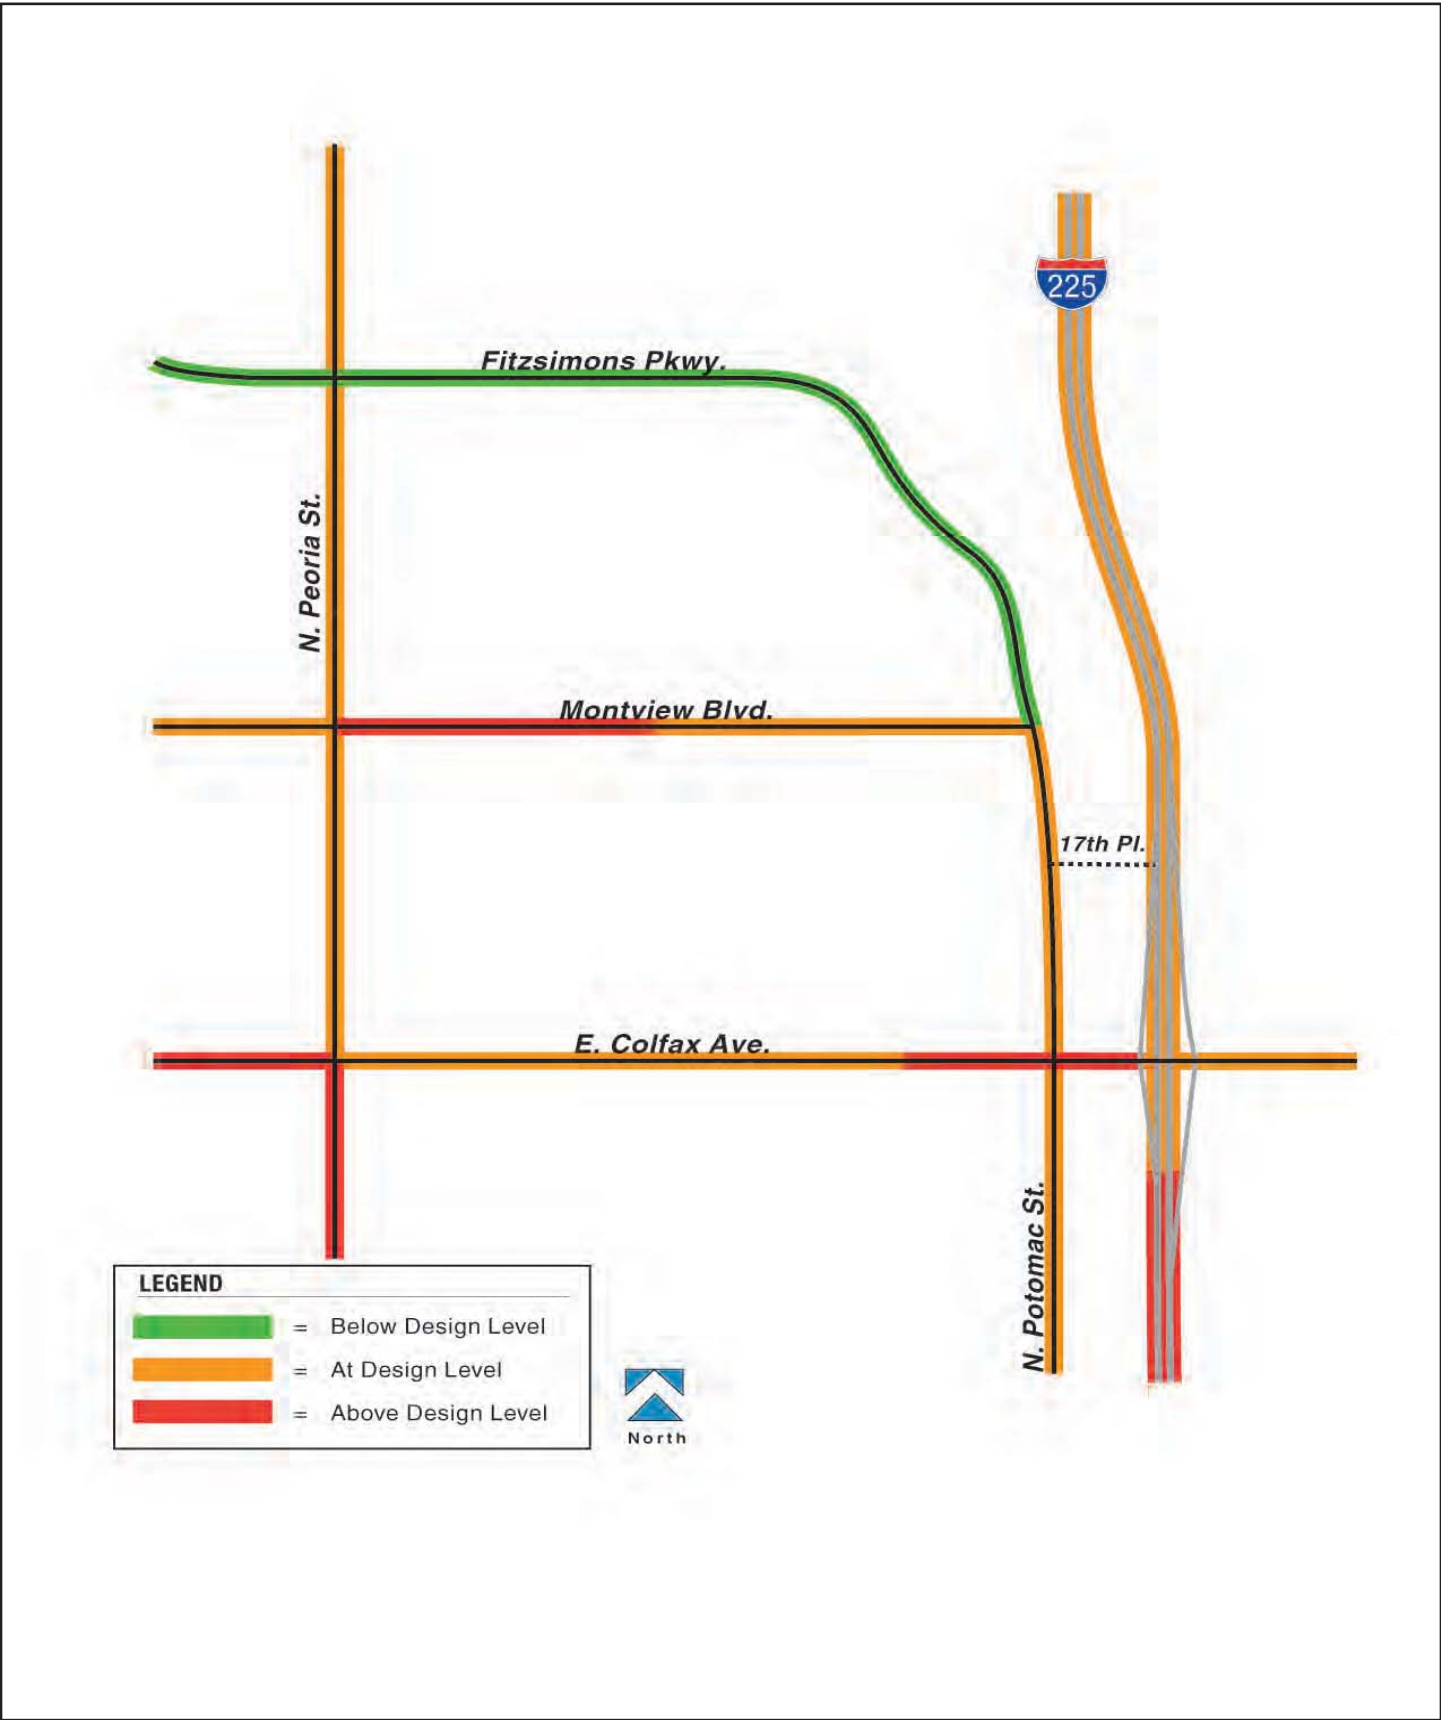 225
Fitzsimons Pkwy.
N. Peoria St.
Montview Blvd.
17th Pl.
E. Colfax Ave.
N. Potomac St.
LEGEND
= Below Design Level
= At Design Level
= Above Design Level
North